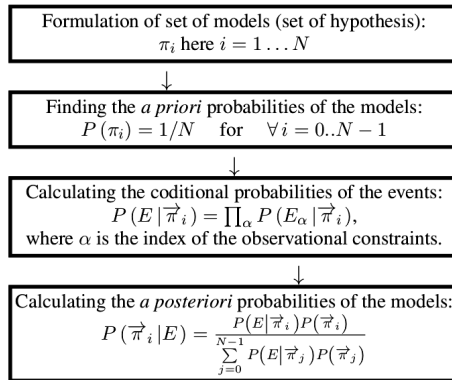 Formulation of set of models (set of hypothesis):
π_i here i = 1 … N
↓
Finding the a priori probabilities of the models:
P (π_i) = 1/N for ∀ i = 0..N − 1
↓
Calculating the coditional probabilities of the events:
P (E | π⃗_i) = ∏_α P (E_α | π⃗_i),
where α is the index of the observational constraints.
↓
Calculating the a posteriori probabilities of the models:
P (π⃗_i | E) = P(E|π⃗_i)P(π⃗_i) / ∑_{j=0}^{N−1} P(E|π⃗_j)P(π⃗_j)